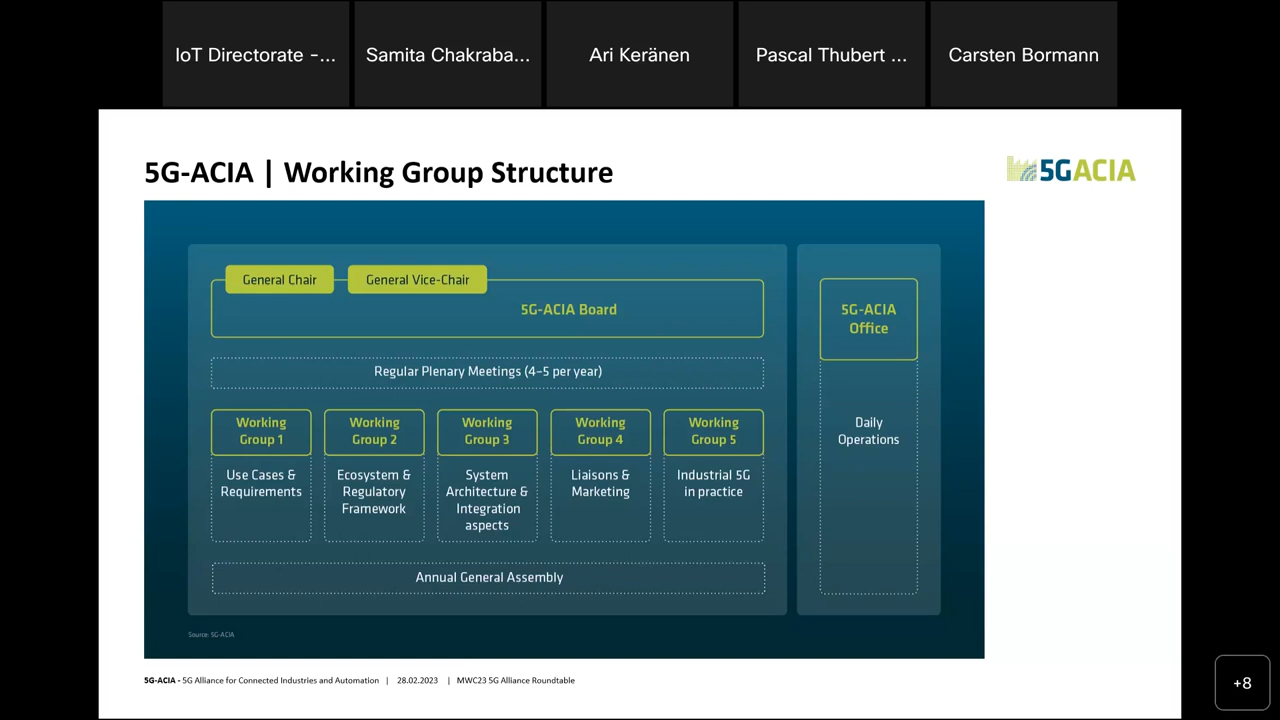 IoT Directorate -...
Samita Chakraba...
Ari Keränen
Pascal Thubert ...
Carsten Bormann
5G-ACIA | Working Group Structure
5GACIA
General Chair
General Vice-Chair
5G-ACIA Board
5G-ACIA
Office
Regular Plenary Meetings (4–5 per year)
Working
Group 1
Working
Group 2
Working
Group 3
Working
Group 4
Working
Group 5
Daily
Operations
Use Cases &
Requirements
Ecosystem &
Regulatory
Framework
System
Architecture &
Integration
aspects
Liaisons &
Marketing
Industrial 5G
in practice
Annual General Assembly
Source: 5G-ACIA
5G-ACIA - 5G Alliance for Connected Industries and Automation | 28.02.2023 | MWC23 5G Alliance Roundtable
+8